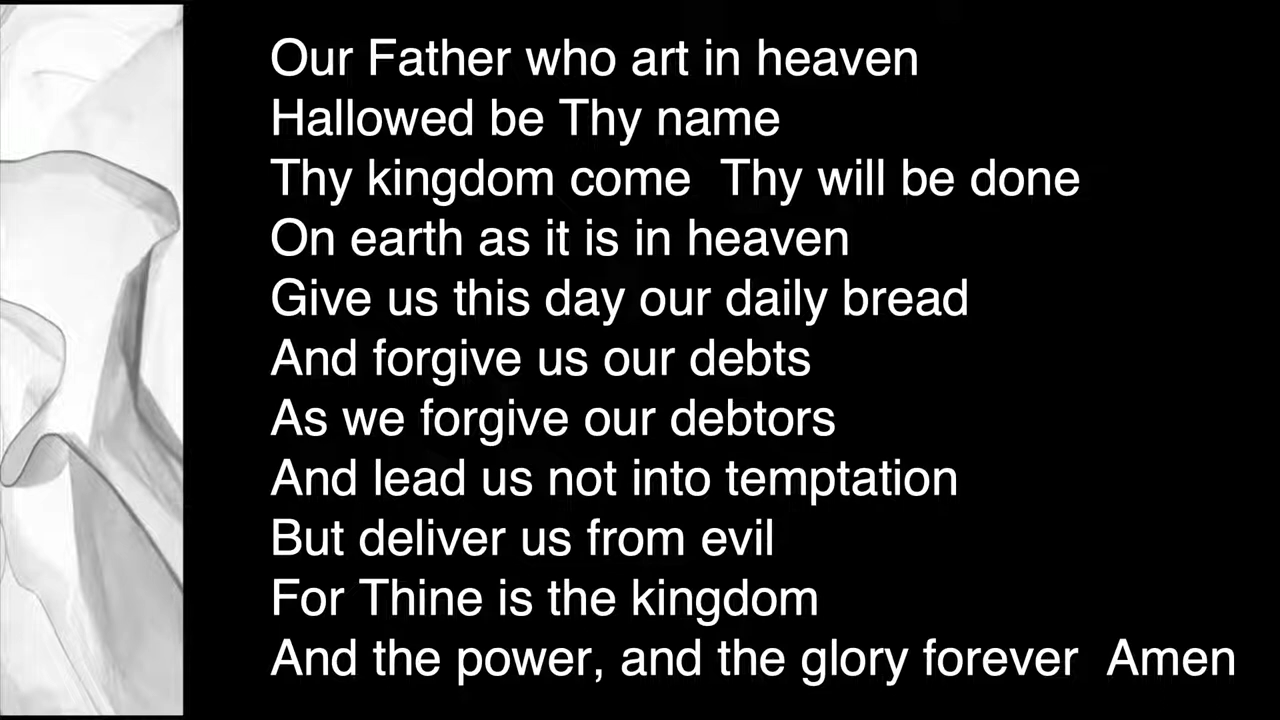 Our Father who art in heaven
Hallowed be Thy name
Thy kingdom come  Thy will be done
On earth as it is in heaven
Give us this day our daily bread
And forgive us our debts
As we forgive our debtors
And lead us not into temptation
But deliver us from evil
For Thine is the kingdom
And the power, and the glory forever  Amen